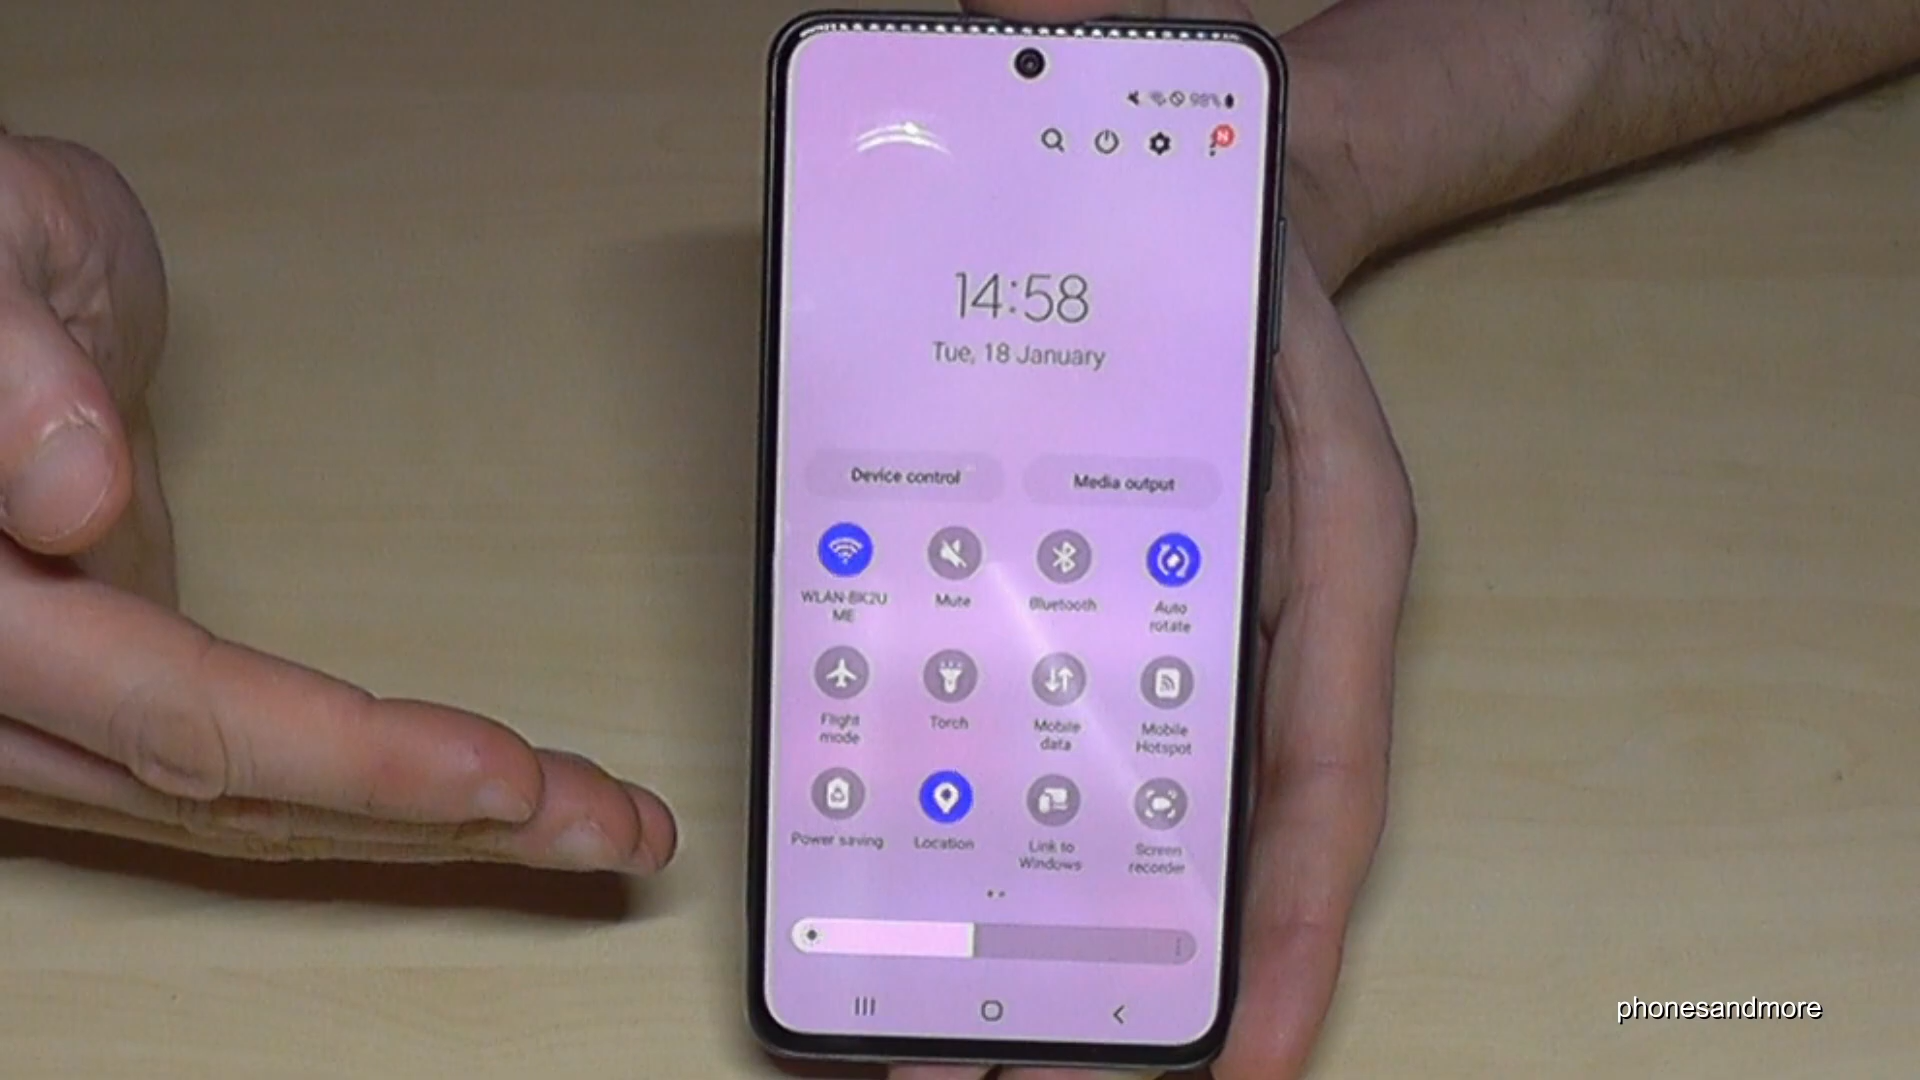 98%
N
14:58
Tue, 18 January
Device control
Media output
WLAN-BK2U
ME
Mute
Bluetooth
Auto
rotate
Flight
mode
Torch
Mobile
data
Mobile
Hotspot
Power saving
Location
Link to
Windows
Screen
recorder
phonesandmore